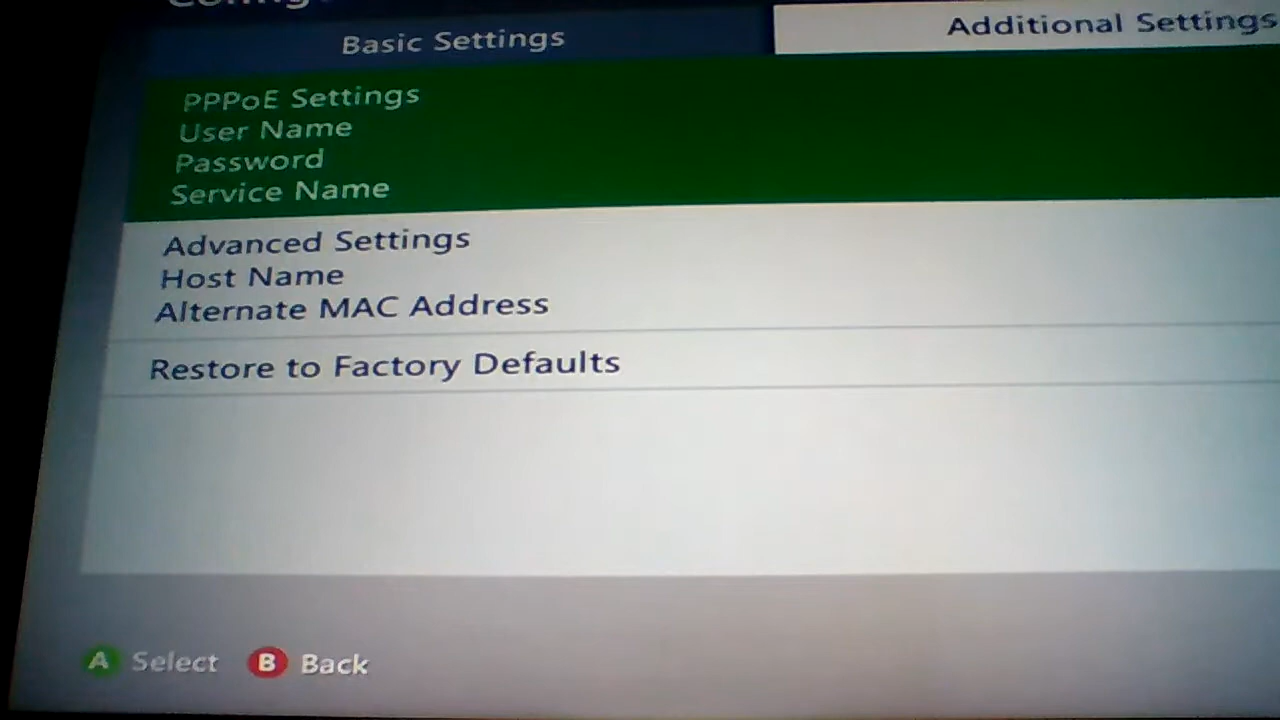 Basic Settings
Additional Settings
PPPoE Settings
User Name
Password
Service Name
Advanced Settings
Host Name
Alternate MAC Address
Restore to Factory Defaults
A Select B Back